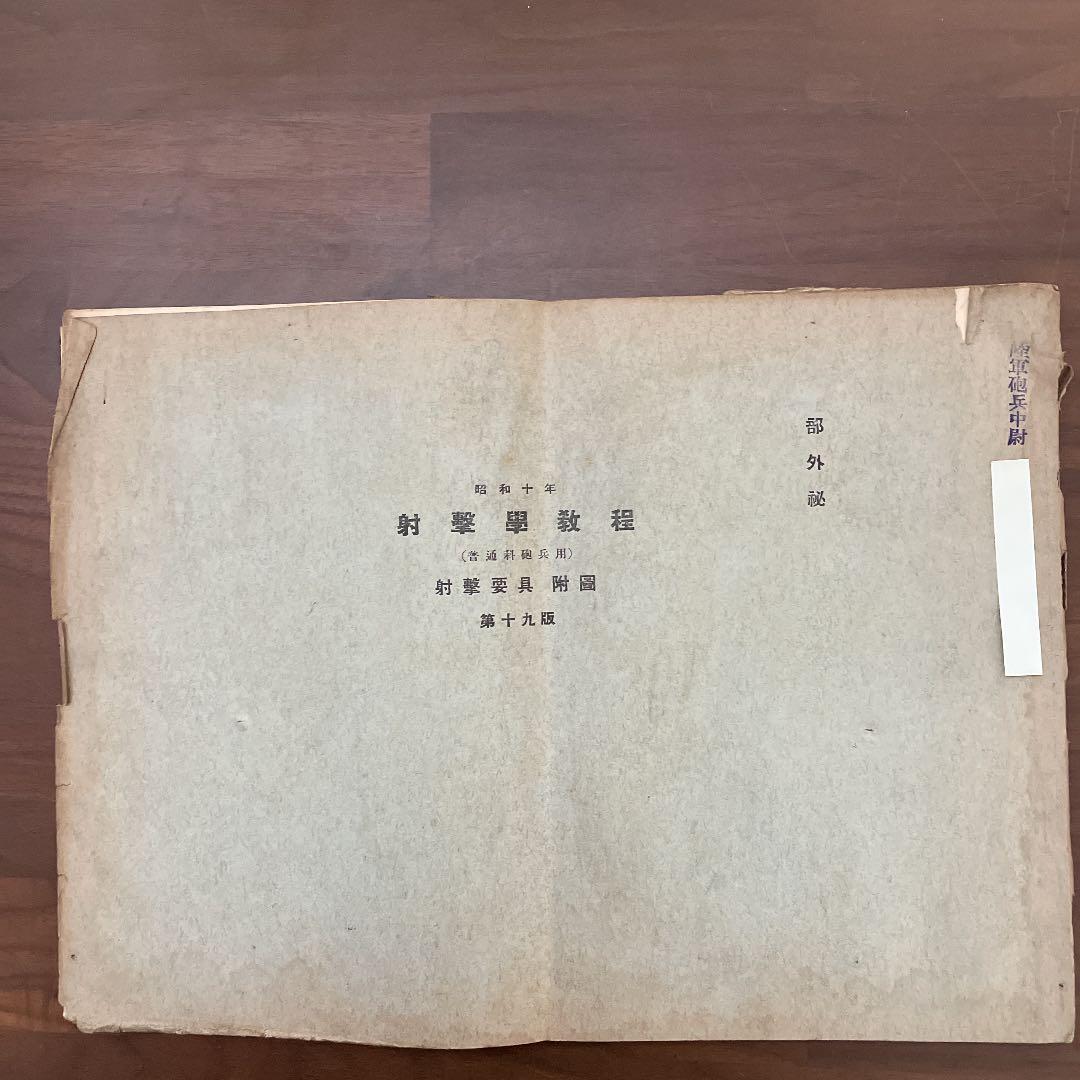 陸軍砲兵中尉
部外祕
昭和十年
射擊學教程
(普通科砲兵用)
射擊要具 附圖
第十九版